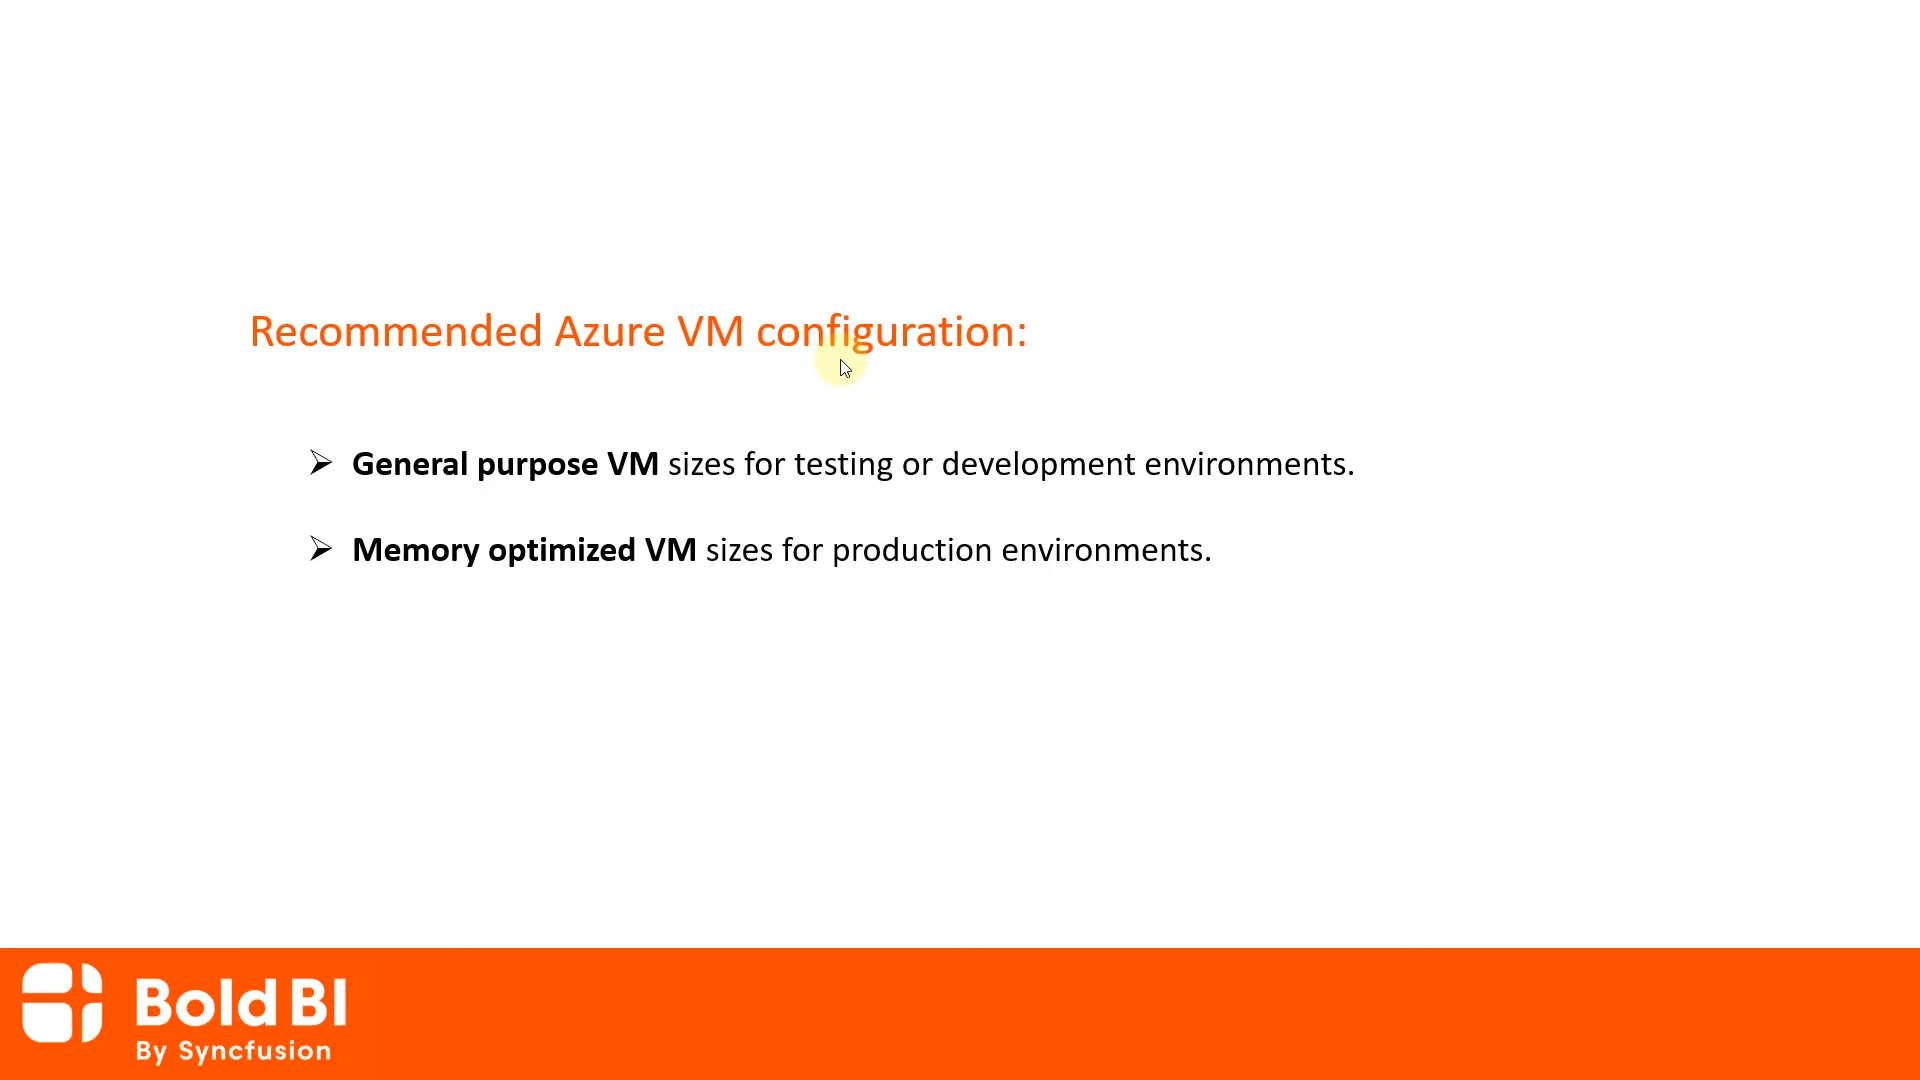 Recommended Azure VM configuration:
General purpose VM sizes for testing or development environments.
Memory optimized VM sizes for production environments.
Bold BI
By Syncfusion